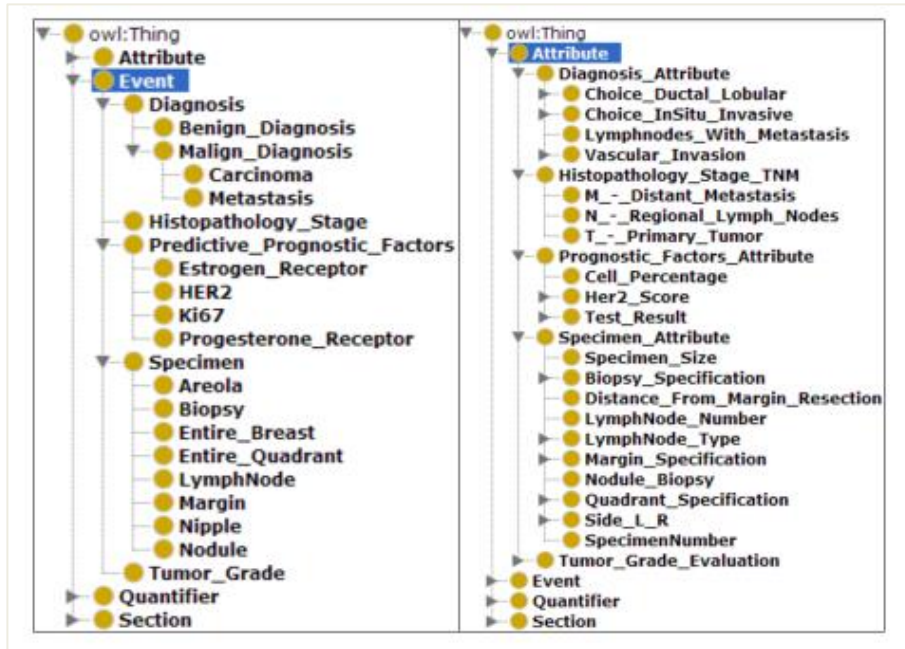 owl:Thing
Attribute
Event
Diagnosis
Benign_Diagnosis
Malign_Diagnosis
Carcinoma
Metastasis
Histopathology_Stage
Predictive_Prognostic_Factors
Estrogen_Receptor
HER2
Ki67
Progesterone_Receptor
Specimen
Areola
Biopsy
Entire_Breast
Entire_Quadrant
LymphNode
Margin
Nipple
Nodule
Tumor_Grade
Quantifier
Section
owl:Thing
Attribute
Diagnosis_Attribute
Choice_Ductal_Lobular
Choice_InSitu_Invasive
Lymphnodes_With_Metastasis
Vascular_Invasion
Histopathology_Stage_TNM
M_-_Distant_Metastasis
N_-_Regional_Lymph_Nodes
T_-_Primary_Tumor
Prognostic_Factors_Attribute
Cell_Percentage
Her2_Score
Test_Result
Specimen_Attribute
Specimen_Size
Biopsy_Specification
Distance_From_Margin_Resection
LymphNode_Number
LymphNode_Type
Margin_Specification
Nodule_Biopsy
Quadrant_Specification
Side_L_R
SpecimenNumber
Tumor_Grade_Evaluation
Event
Quantifier
Section